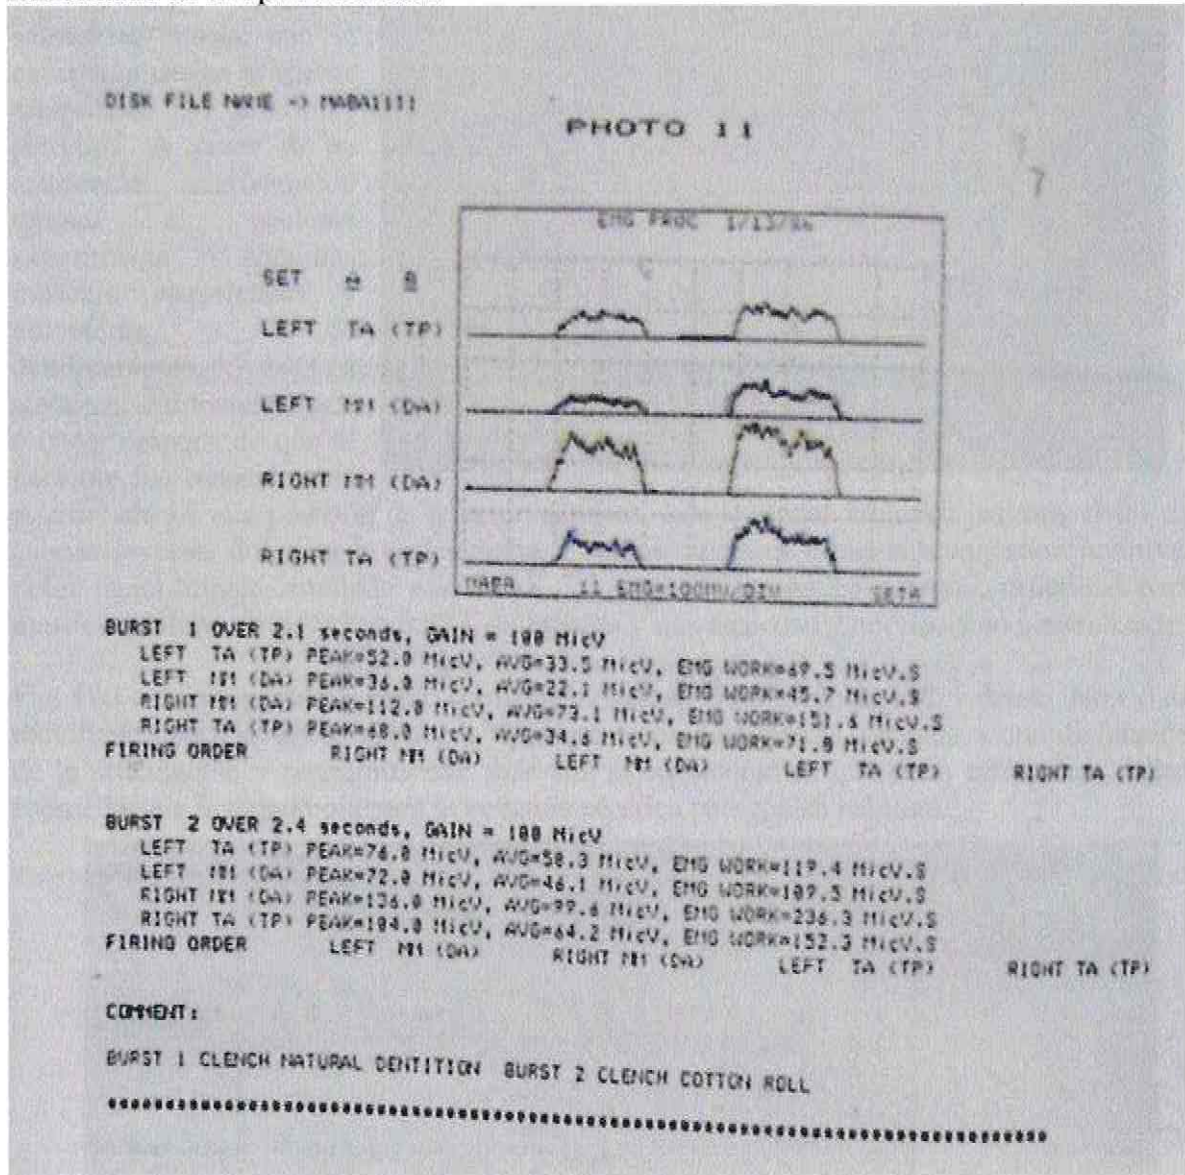 DISK FILE NAME -> MABA1111
PHOTO 11
7
EMG PROC 1/13/86
SET A B
LEFT TA (TP)
LEFT MM (DA)
RIGHT MM (DA)
RIGHT TA (TP)
11 EMG=100MV/DIV
BURST 1 OVER 2.1 seconds, GAIN = 100 MicV
LEFT TA (TP) PEAK=52.0 MicV, AVG=33.5 MicV, EMG WORK=69.5 MicV.S
LEFT MM (DA) PEAK=36.0 MicV, AVG=22.1 MicV, EMG WORK=45.7 MicV.S
RIGHT MM (DA) PEAK=112.0 MicV, AVG=73.1 MicV, EMG WORK=151.6 MicV.S
RIGHT TA (TP) PEAK=68.0 MicV, AVG=34.6 MicV, EMG WORK=71.0 MicV.S
FIRING ORDER RIGHT MM (DA) LEFT MM (DA) LEFT TA (TP) RIGHT TA (TP)
BURST 2 OVER 2.4 seconds, GAIN = 100 MicV
LEFT TA (TP) PEAK=76.0 MicV, AVG=50.3 MicV, EMG WORK=119.4 MicV.S
LEFT MM (DA) PEAK=72.0 MicV, AVG=46.1 MicV, EMG WORK=109.5 MicV.S
RIGHT MM (DA) PEAK=136.0 MicV, AVG=99.6 MicV, EMG WORK=236.3 MicV.S
RIGHT TA (TP) PEAK=104.0 MicV, AVG=64.2 MicV, EMG WORK=152.3 MicV.S
FIRING ORDER LEFT MM (DA) RIGHT MM (DA) LEFT TA (TP) RIGHT TA (TP)
COMMENT:
BURST 1 CLENCH NATURAL DENTITION BURST 2 CLENCH COTTON ROLL